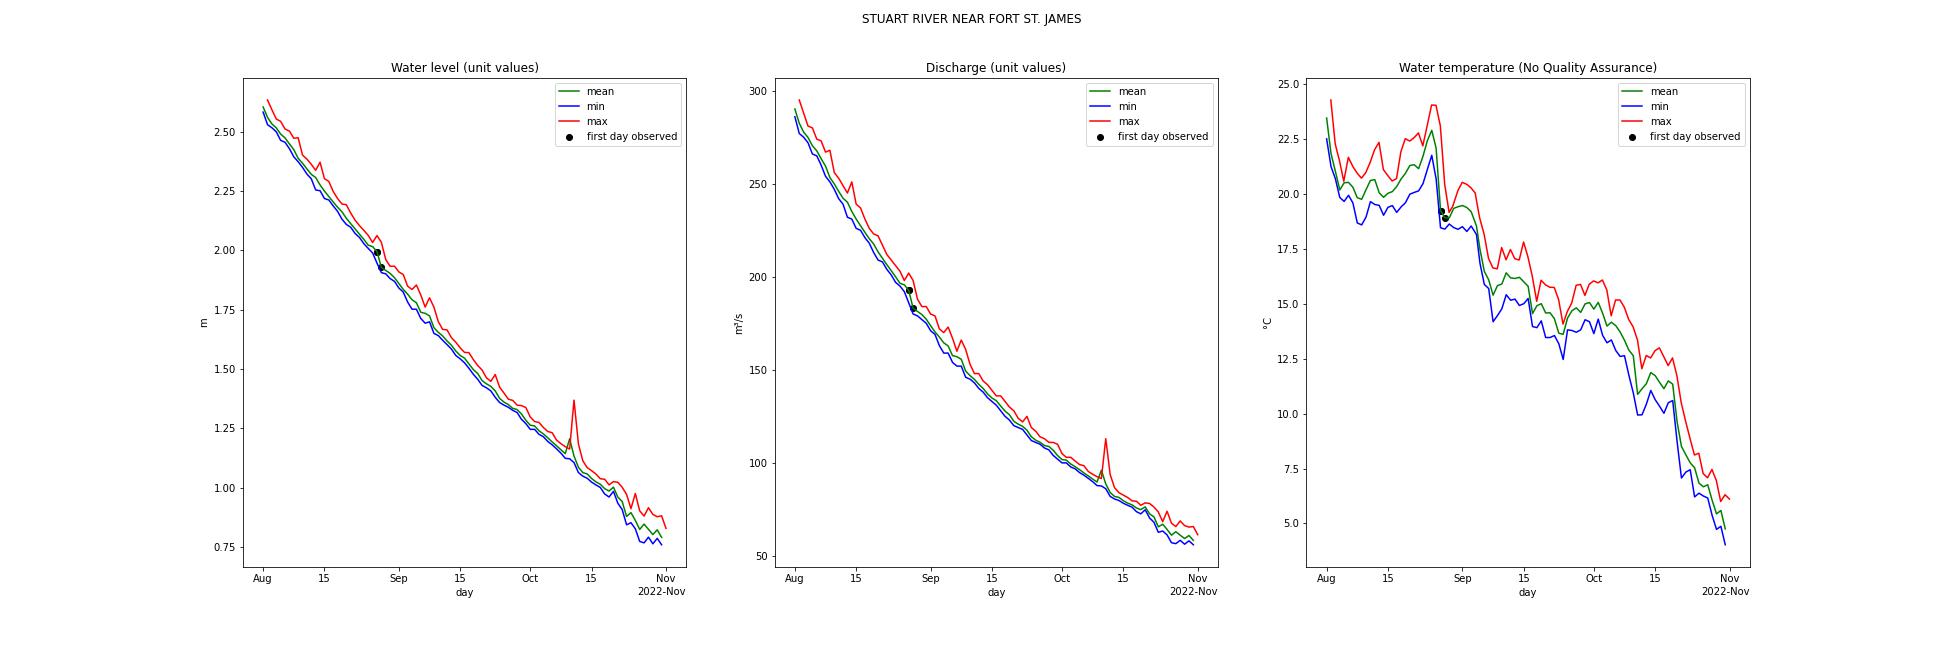 STUART RIVER NEAR FORT ST. JAMES
Water level (unit values)
mean
min
max
first day observed
2.50
2.25
2.00
1.75
1.50
1.25
1.00
0.75
m
Aug
15
Sep
15
Oct
15
Nov
2022-Nov
day
Discharge (unit values)
mean
min
max
first day observed
300
250
200
150
100
50
m³/s
Aug
15
Sep
15
Oct
15
Nov
2022-Nov
day
Water temperature (No Quality Assurance)
mean
min
max
first day observed
25.0
22.5
20.0
17.5
15.0
12.5
10.0
7.5
5.0
°C
Aug
15
Sep
15
Oct
15
Nov
2022-Nov
day